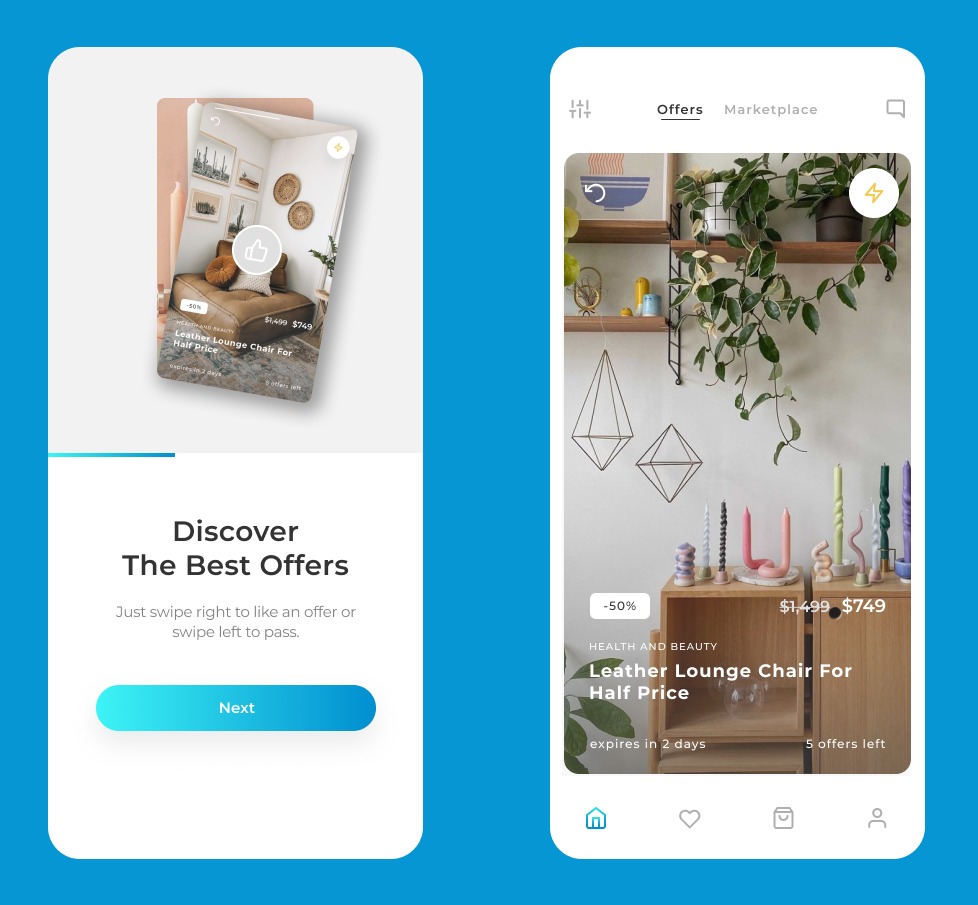 -50%
$1,499 $749
HEALTH AND BEAUTY
Leather Lounge Chair For
Half Price
expires in 2 days
5 offers left
Discover
The Best Offers
Just swipe right to like an offer or
swipe left to pass.
Next
Offers Marketplace
-50%
$1,499 $749
HEALTH AND BEAUTY
Leather Lounge Chair For
Half Price
expires in 2 days 5 offers left